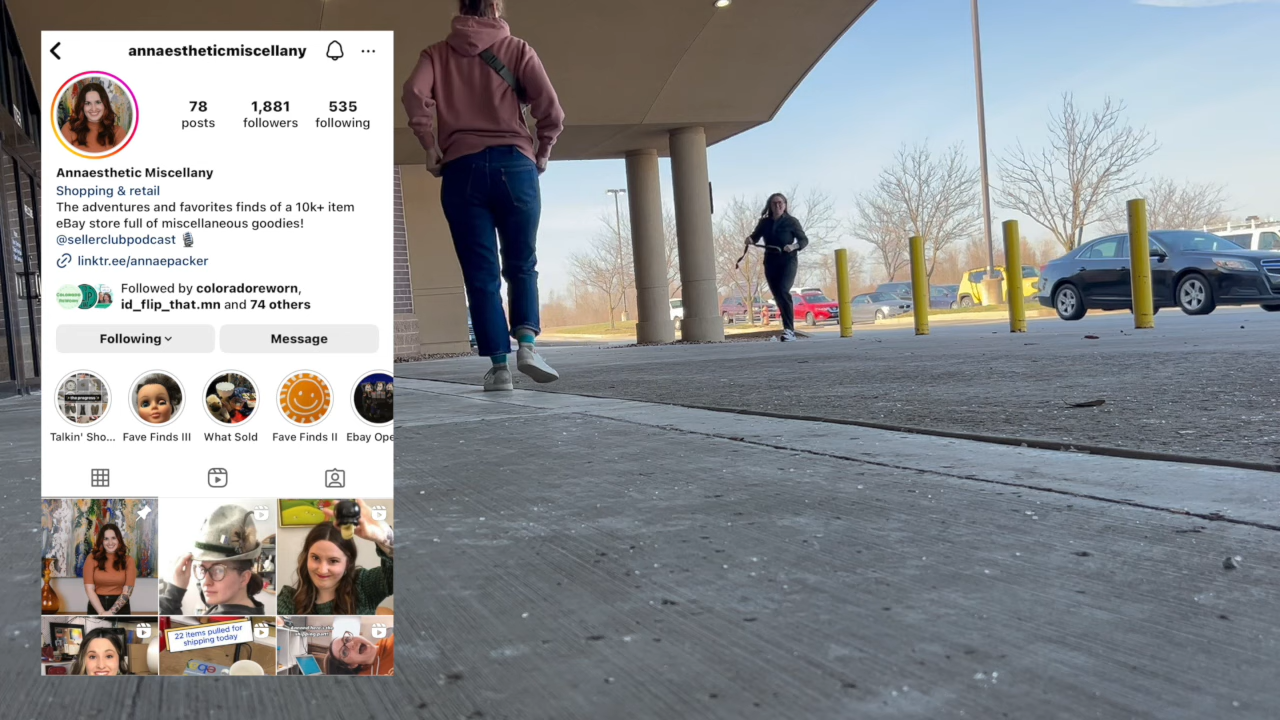 annaestheticmiscellany
78
posts
1,881
followers
535
following
Annaesthetic Miscellany
Shopping & retail
The adventures and favorites finds of a 10k+ item
eBay store full of miscellaneous goodies!
@sellerclubpodcast 🎙️
linktr.ee/annaepacker
Followed by coloradoreworn,
id_flip_that.mn and 74 others
Following
Message
Talkin' Sho...
Fave Finds III
What Sold
Fave Finds II
Ebay Ope
22 items pulled for
shipping today